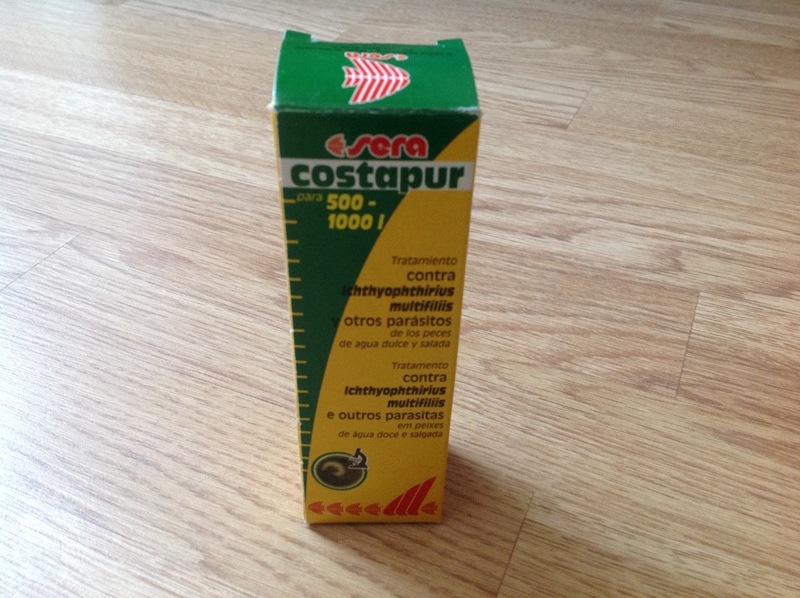 sera
sera
costapur
para 500 -
1000 l
Tratamiento
contra
Ichthyophthirius
multifiliis
y otros parásitos
de los peces
de agua dulce y salada
Tratamento
contra
Ichthyophthirius
multifiliis
e outros parasitas
em peixes
de água doce e salgada